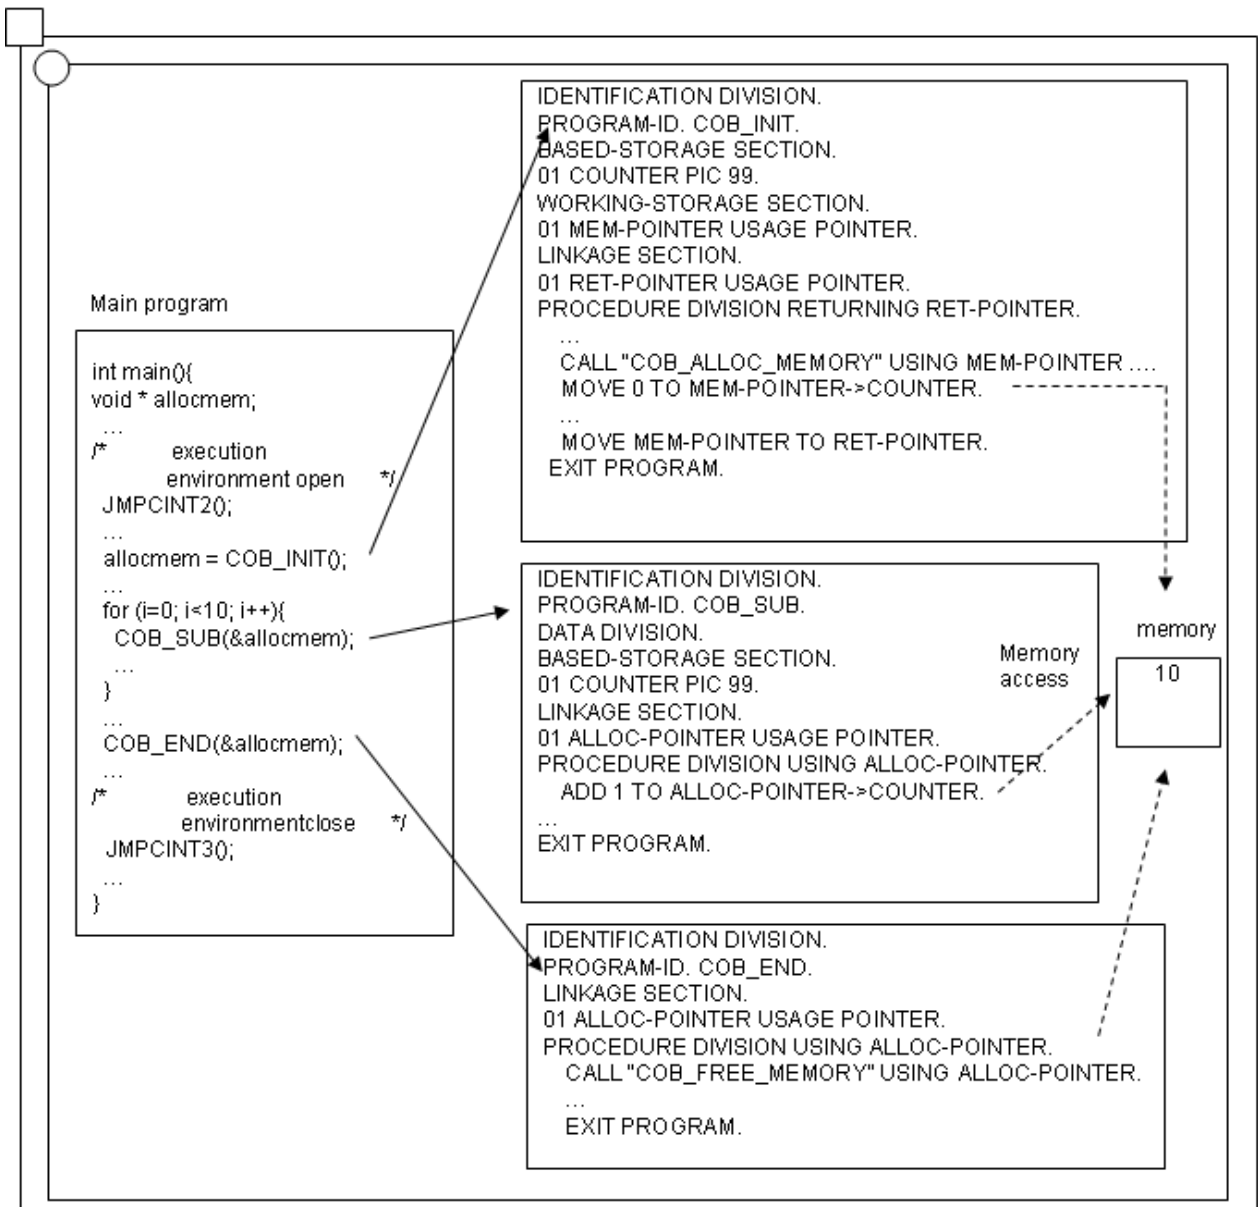 Main program
int main(){
void * allocmem;
...
/* execution
environment open */
JMPCINT2();
...
allocmem = COB_INIT();
...
for (i=0; i<10; i++){
COB_SUB(&allocmem);
...
}
...
COB_END(&allocmem);
...
/* execution
environmentclose */
JMPCINT3();
...
}
IDENTIFICATION DIVISION.
PROGRAM-ID. COB_INIT.
BASED-STORAGE SECTION.
01 COUNTER PIC 99.
WORKING-STORAGE SECTION.
01 MEM-POINTER USAGE POINTER.
LINKAGE SECTION.
01 RET-POINTER USAGE POINTER.
PROCEDURE DIVISION RETURNING RET-POINTER.
...
CALL "COB_ALLOC_MEMORY" USING MEM-POINTER ....
MOVE 0 TO MEM-POINTER->COUNTER.
...
MOVE MEM-POINTER TO RET-POINTER.
EXIT PROGRAM.
IDENTIFICATION DIVISION.
PROGRAM-ID. COB_SUB.
DATA DIVISION.
BASED-STORAGE SECTION.
01 COUNTER PIC 99.
LINKAGE SECTION.
01 ALLOC-POINTER USAGE POINTER.
PROCEDURE DIVISION USING ALLOC-POINTER.
ADD 1 TO ALLOC-POINTER->COUNTER.
...
EXIT PROGRAM.
Memory
access
memory
10
IDENTIFICATION DIVISION.
PROGRAM-ID. COB_END.
LINKAGE SECTION.
01 ALLOC-POINTER USAGE POINTER.
PROCEDURE DIVISION USING ALLOC-POINTER.
CALL "COB_FREE_MEMORY" USING ALLOC-POINTER.
...
EXIT PROGRAM.